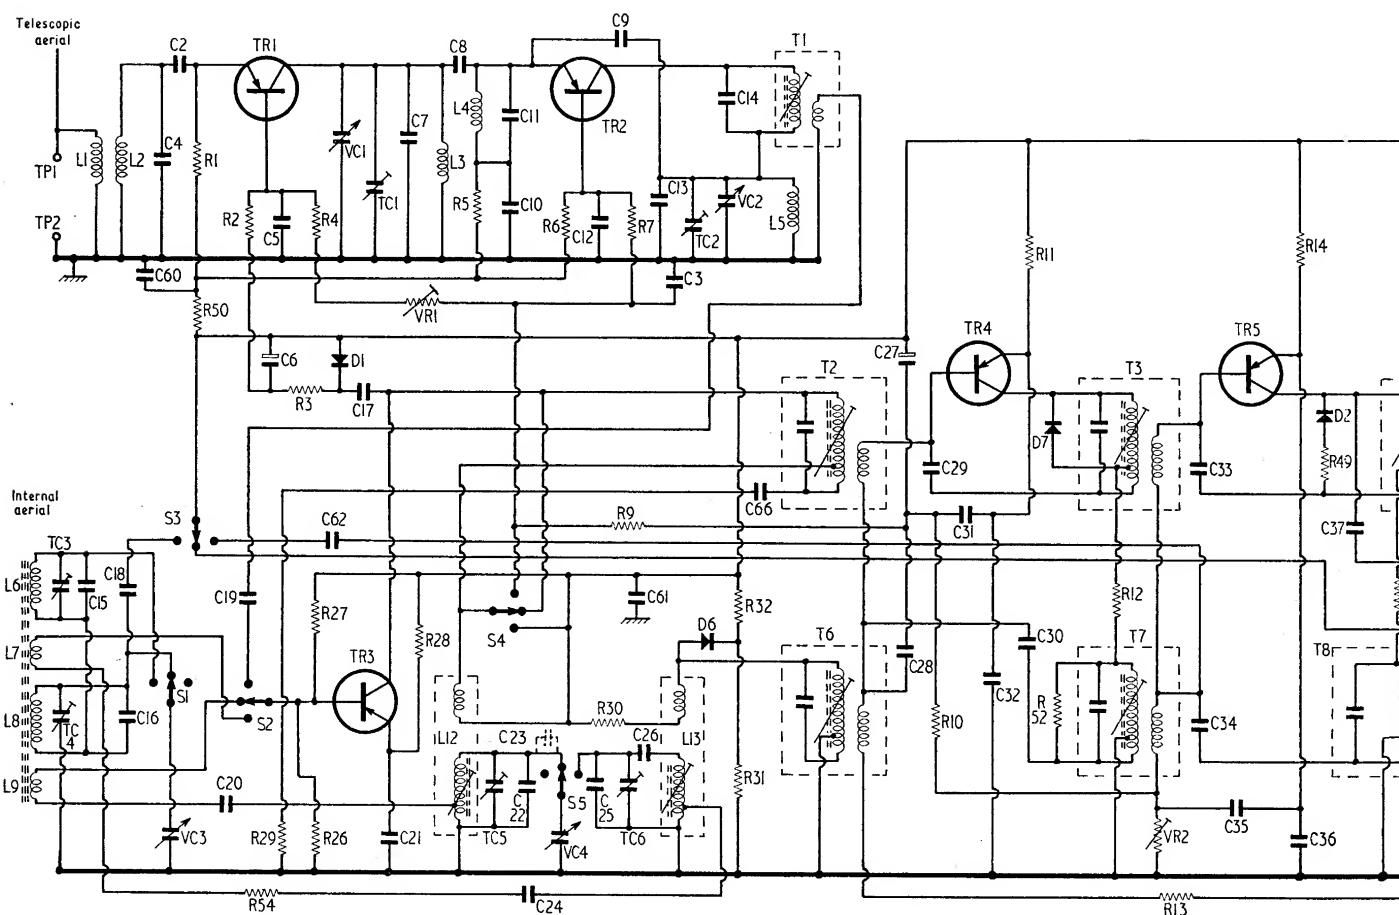 Telescopic
aerial
C2
TR1
C8
C9
T1
TP1
L1
L2
C4
R1
VC1
TC1
C7
L3
L4
C11
TR2
C14
TP2
R2
C5
R4
R5
C10
R6
C12
R7
C13
TC2
VC2
L5
R11
R14
C60
C3
R50
VR1
TR4
TR5
C6
D1
C27
T2
T3
R3
C17
D7
D2
C29
C33
R49
Internal
aerial
S3
C62
C66
R9
C31
C37
TC3
L6
C15
C18
C19
R27
R28
S4
C61
R32
R12
D6
T6
C30
T7
T8
L7
S1
TR3
C28
C32
L8
TC
4
C16
S2
R30
R10
R
52
C34
L12
C23
C26
L13
L9
C20
C
22
S5
C
25
R31
VC3
R29
R26
C21
TC5
VC4
TC6
C35
VR2
C36
R54
C24
R13